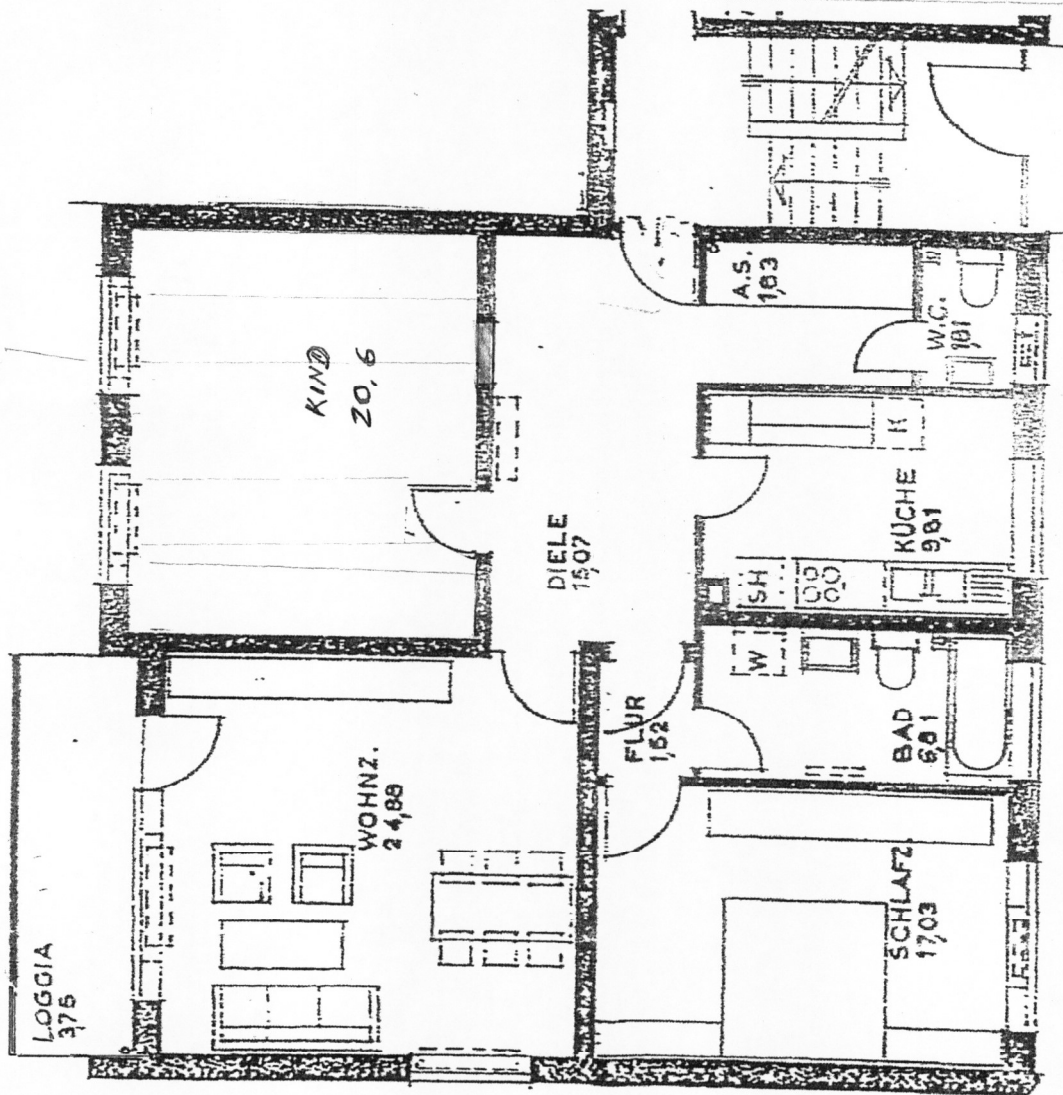 KIND
20,6
A.S.
1,83
W.C.
1,81
K
KÜCHE
9,81
SH
DIELE
15,07
W
FLUR
1,52
BAD
6,81
WOHNZ.
24,88
SCHLAFZ.
17,03
LOGGIA
3,75